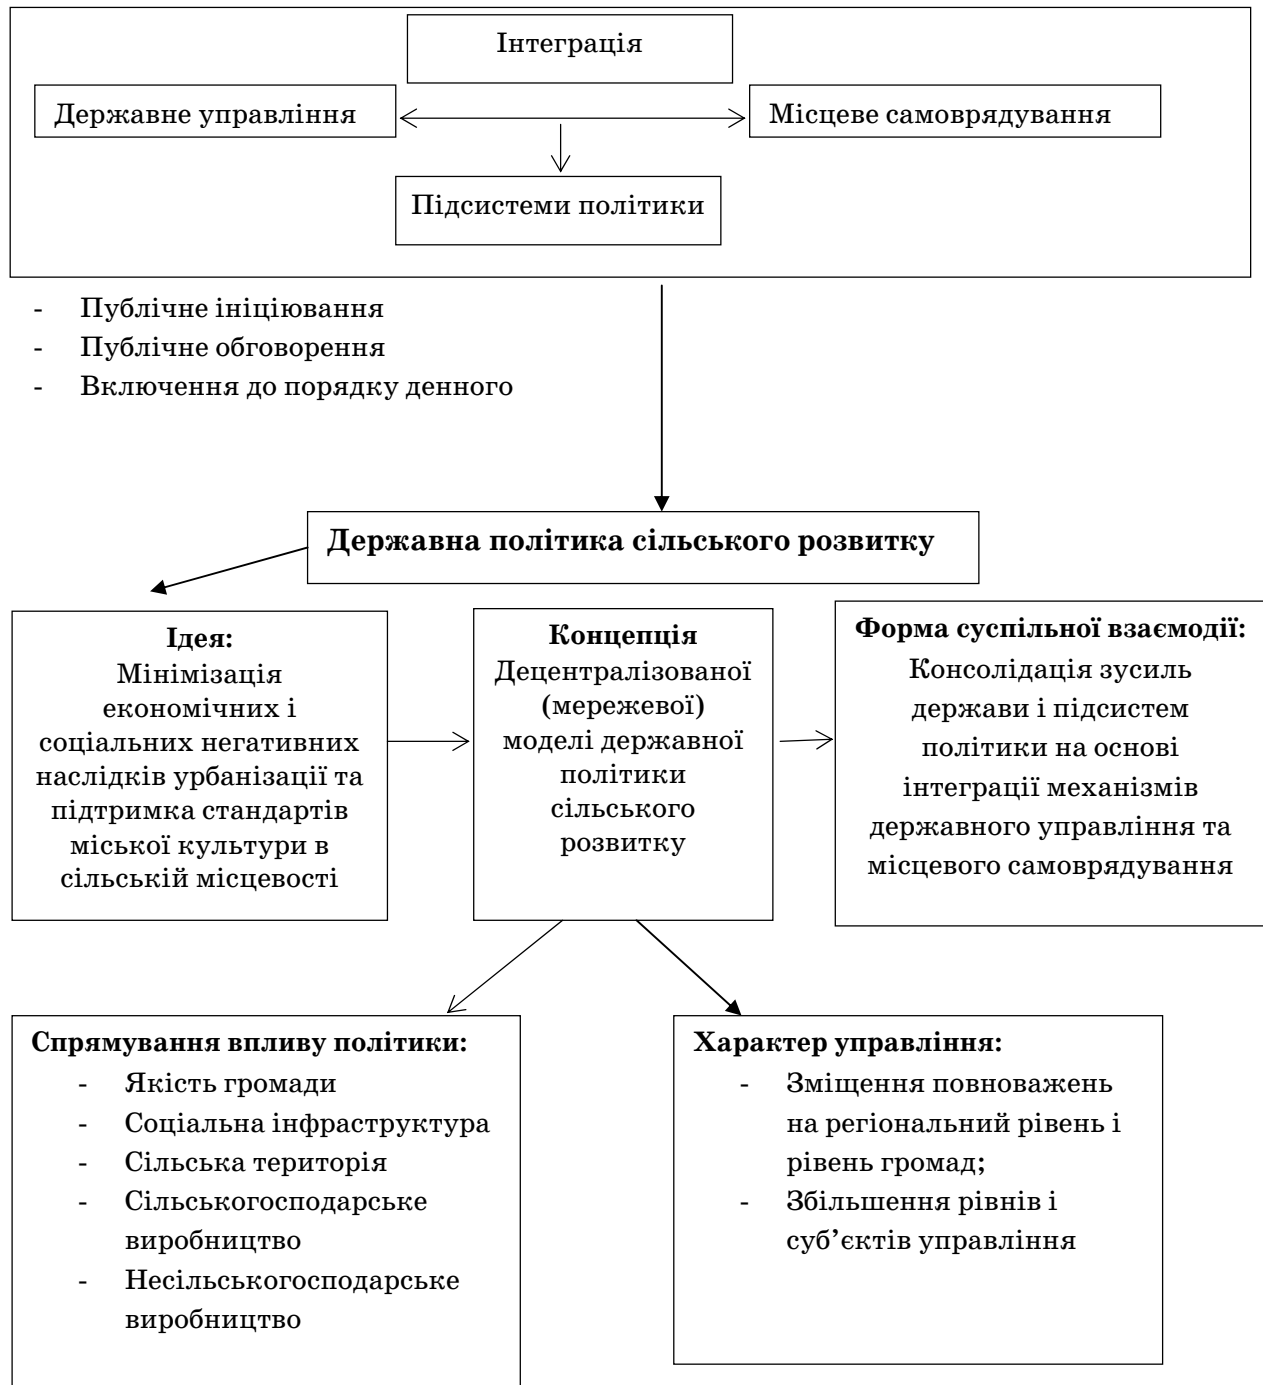 Інтеграція
Державне управління
Місцеве самоврядування
Підсистеми політики
- Публічне ініціювання
- Публічне обговорення
- Включення до порядку денного
Державна політика сільського розвитку
Ідея:
Мінімізація
економічних і
соціальних негативних
наслідків урбанізації та
підтримка стандартів
міської культури в
сільській місцевості
Концепція
Децентралізованої
(мережевої)
моделі державної
політики
сільського
розвитку
Форма суспільної взаємодії:
Консолідація зусиль
держави і підсистем
політики на основі
інтеграції механізмів
державного управління та
місцевого самоврядування
Спрямування впливу політики:
- Якість громади
- Соціальна інфраструктура
- Сільська територія
- Сільськогосподарське
виробництво
- Несільськогосподарське
виробництво
Характер управління:
- Зміщення повноважень
на регіональний рівень і
рівень громад;
- Збільшення рівнів і
суб’єктів управління